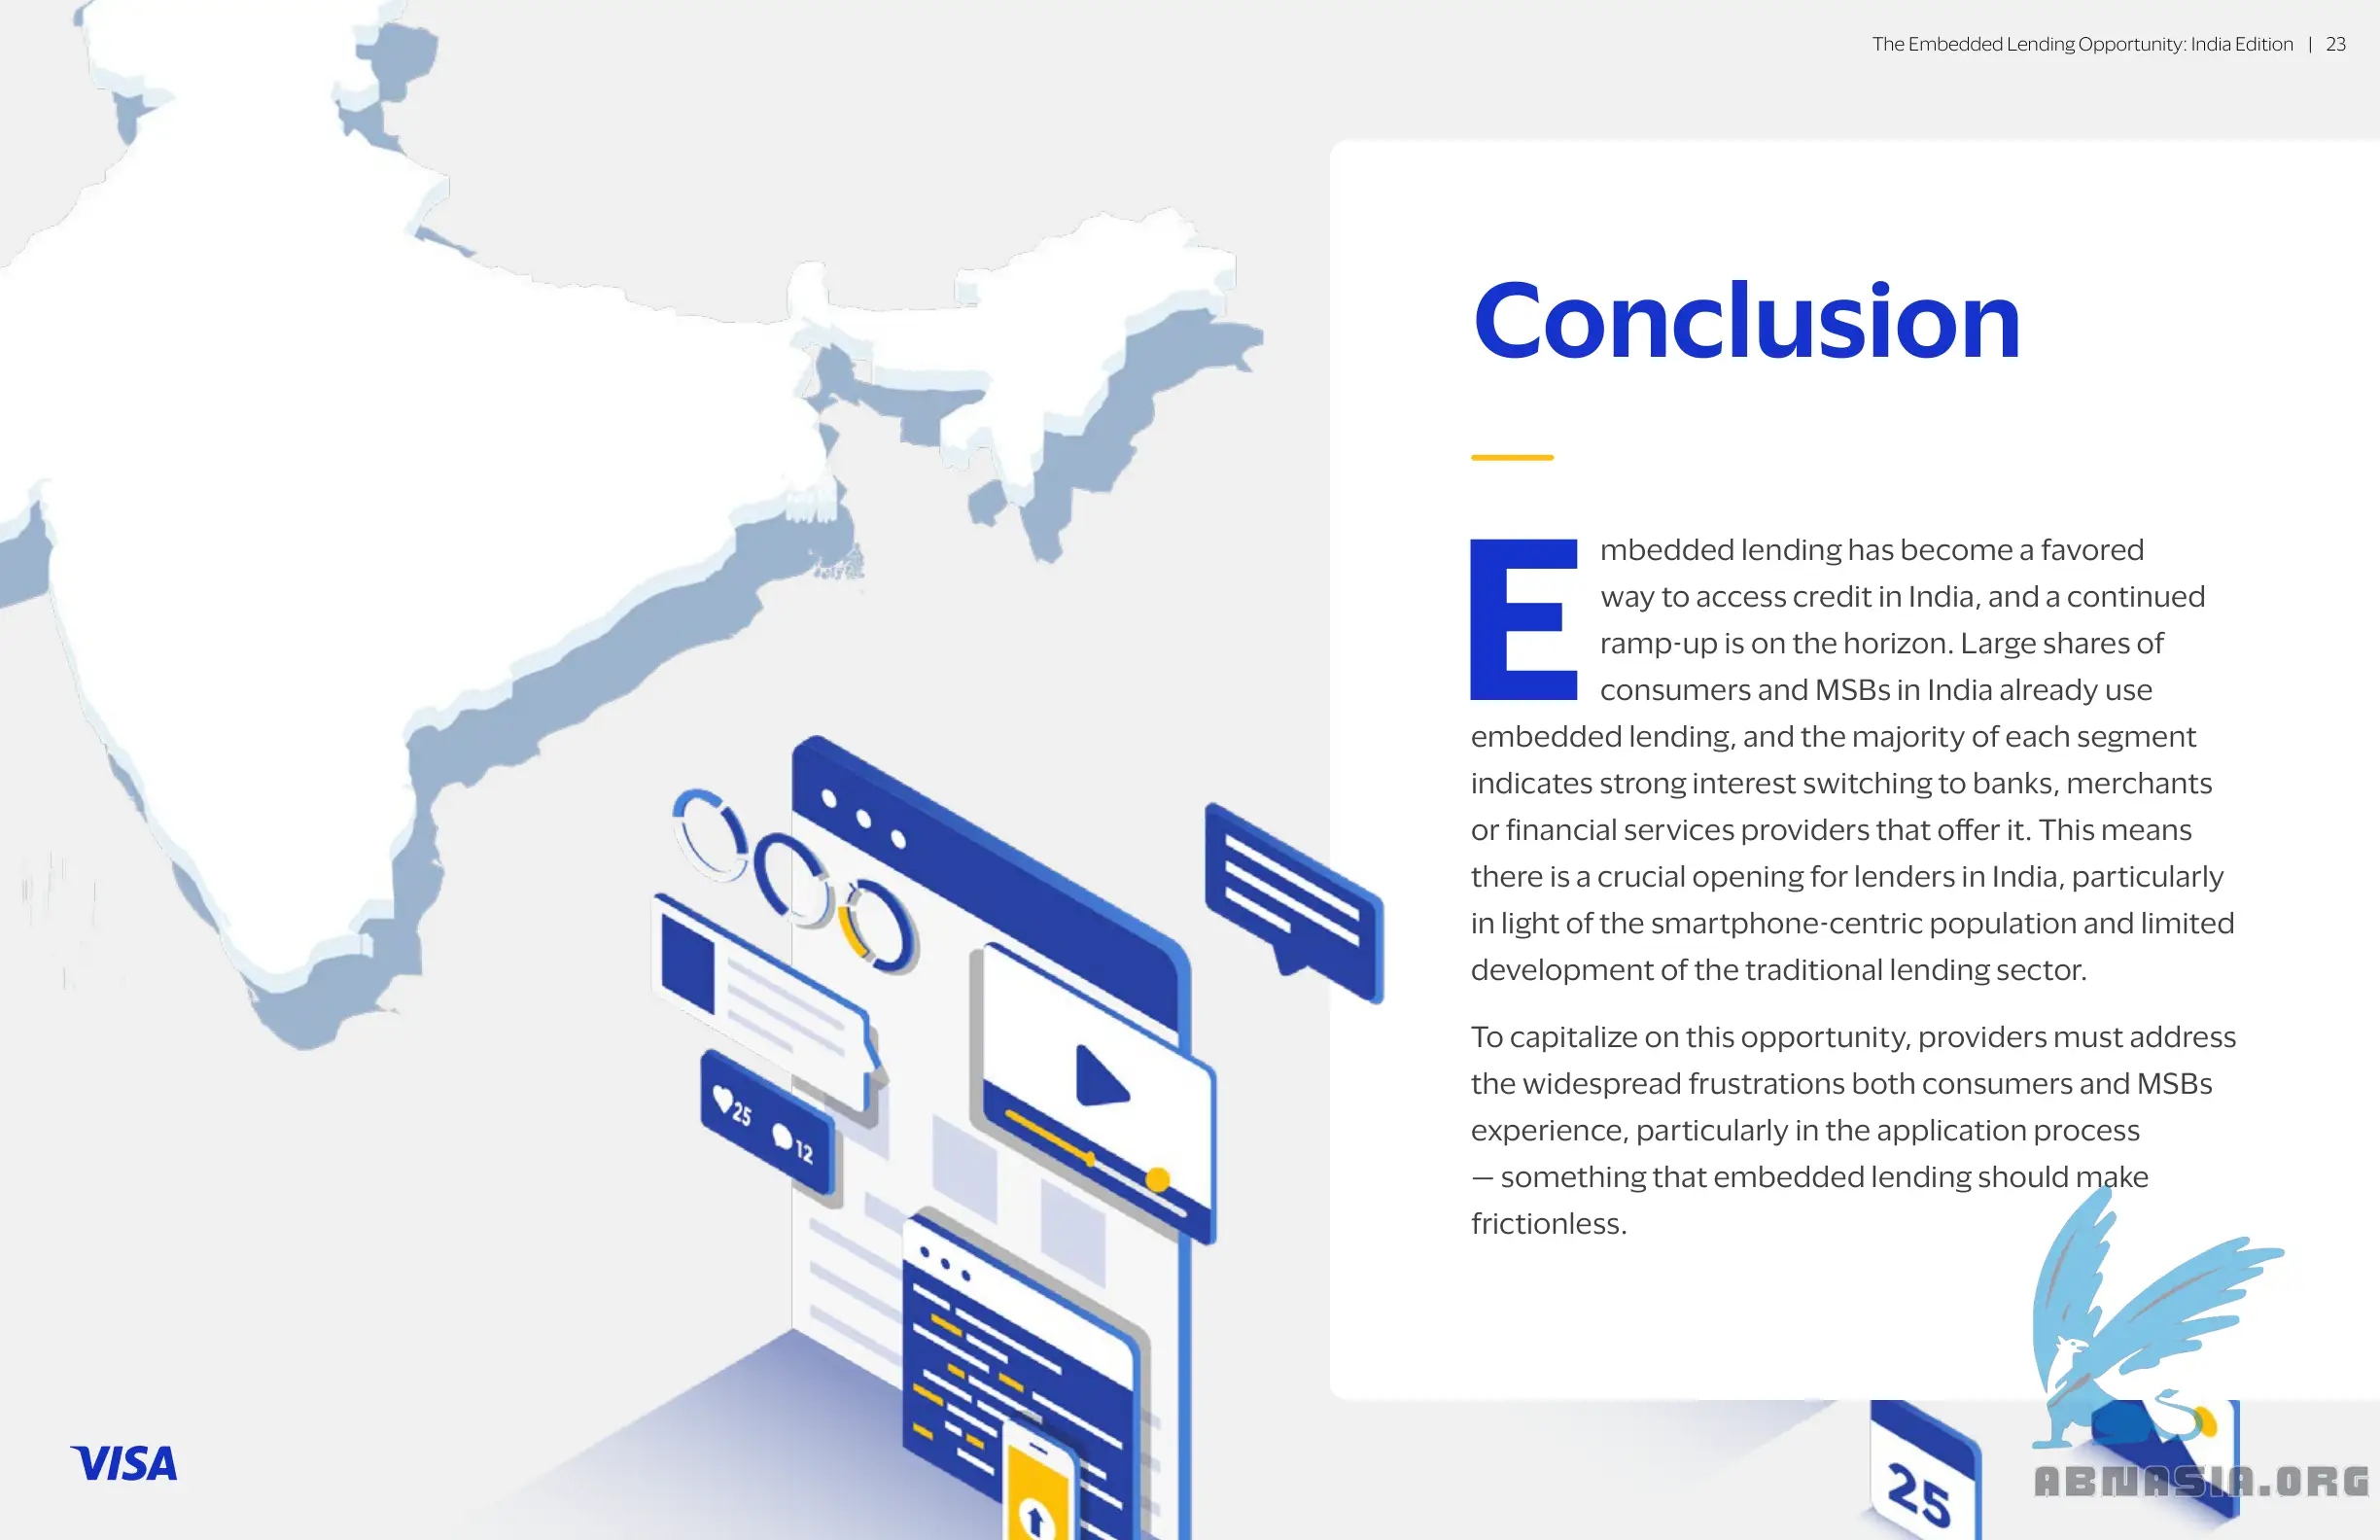 The Embedded Lending Opportunity: India Edition | 23
Conclusion
Embedded lending has become a favored
way to access credit in India, and a continued
ramp-up is on the horizon. Large shares of
consumers and MSBs in India already use
embedded lending, and the majority of each segment
indicates strong interest switching to banks, merchants
or financial services providers that offer it. This means
there is a crucial opening for lenders in India, particularly
in light of the smartphone-centric population and limited
development of the traditional lending sector.
To capitalize on this opportunity, providers must address
the widespread frustrations both consumers and MSBs
experience, particularly in the application process
— something that embedded lending should make
frictionless.
25
12
VISA
25
ABNASIA.ORG